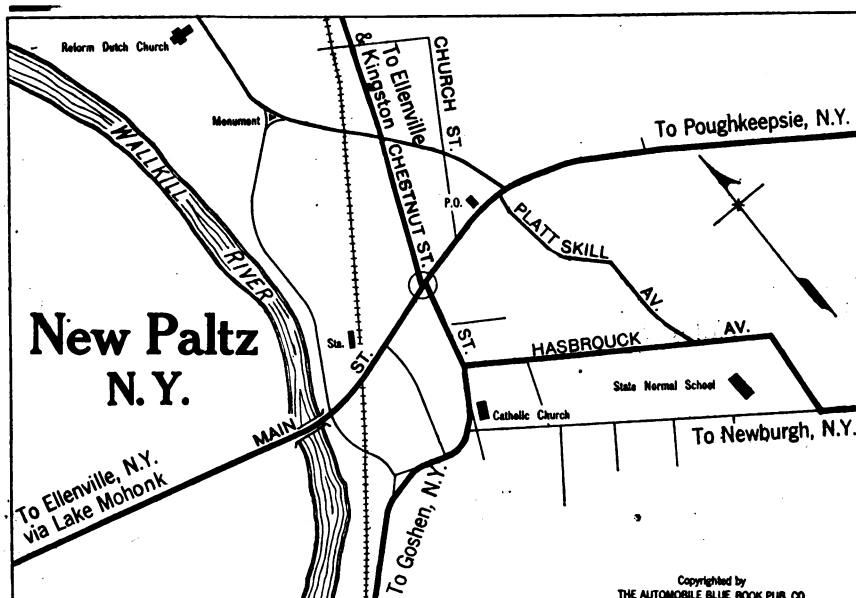 Reform Dutch Church
Monument
To Ellenville
& Kingston
CHURCH ST.
CHESTNUT ST.
To Poughkeepsie, N.Y.
P.O.
PLATT SKILL AV.
WALLKILL RIVER
New Paltz
N.Y.
Sta.
MAIN ST.
ST.
HASBROUCK AV.
State Normal School
Catholic Church
To Newburgh, N.Y.
To Ellenville, N.Y.
via Lake Mohonk
To Goshen, N.Y.
Copyrighted by
THE AUTOMOBILE BLUE BOOK PUB. CO.